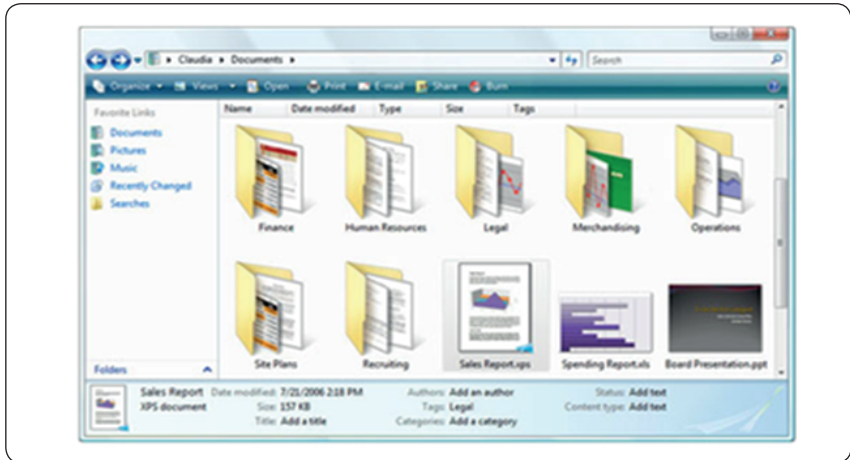 Claudia ▸ Documents ▸ Search
Organize Views Open Print E-mail Share Burn
Favorite Links
Documents
Pictures
Music
Recently Changed
Searches
Folders
Name Date modified Type Size Tags
Finance Human Resources Legal Merchandising Operations
Site Plans Recruiting Sales Report.xps Spending Report.xls Board Presentation.ppt
Sales Report Date modified: 7/21/2006 2:18 PM Authors: Add an author Status: Add text
XPS document Size: 157 KB Tags: Legal Content type: Add text
Title: Add a title Categories: Add a category